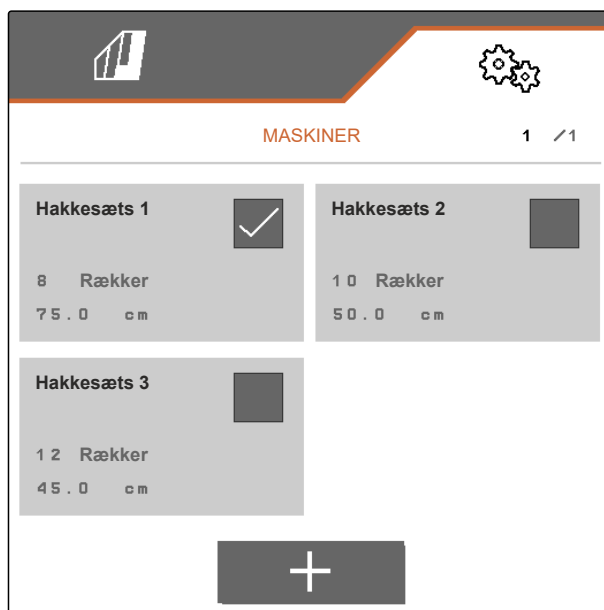 MASKINER 1 /1
Hakkesæts 1
8 Rækker
75.0 cm
Hakkesæts 2
10 Rækker
50.0 cm
Hakkesæts 3
12 Rækker
45.0 cm
+